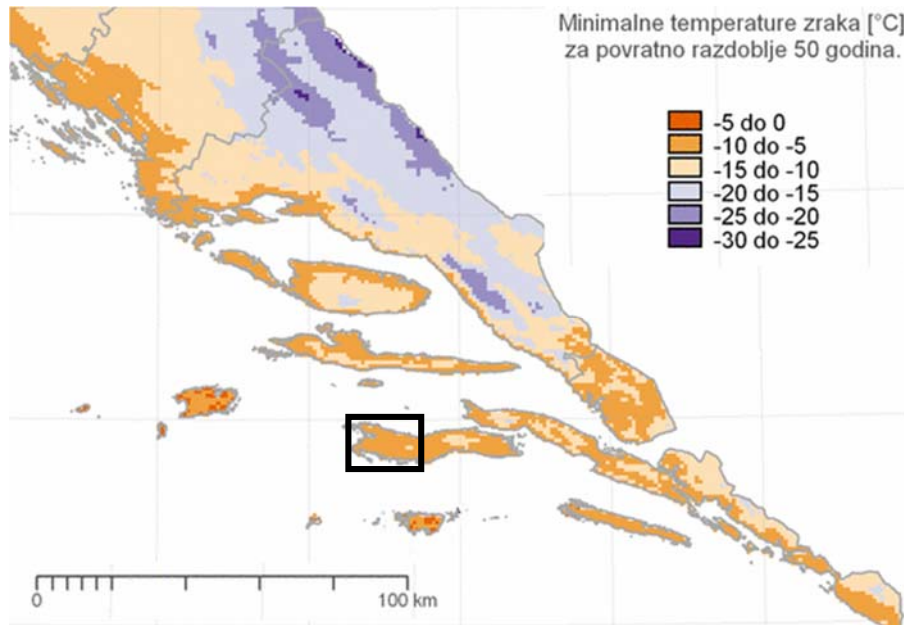 Minimalne temperature zraka [°C]
za povratno razdoblje 50 godina.
-5 do 0
-10 do -5
-15 do -10
-20 do -15
-25 do -20
-30 do -25
0
100 km